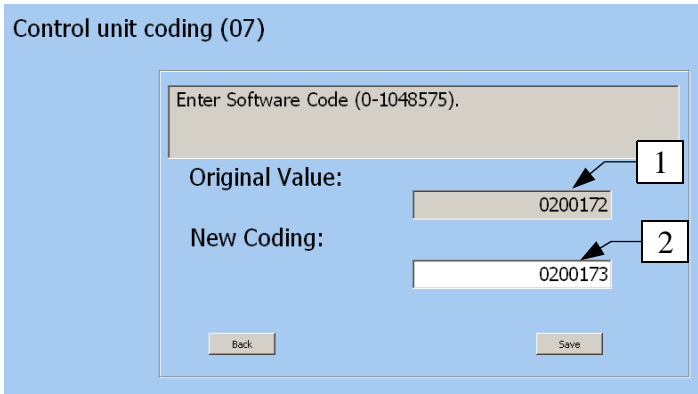 Control unit coding (07)
Enter Software Code (0-1048575).
1
Original Value:
0200172
New Coding:
2
0200173
Back
Save